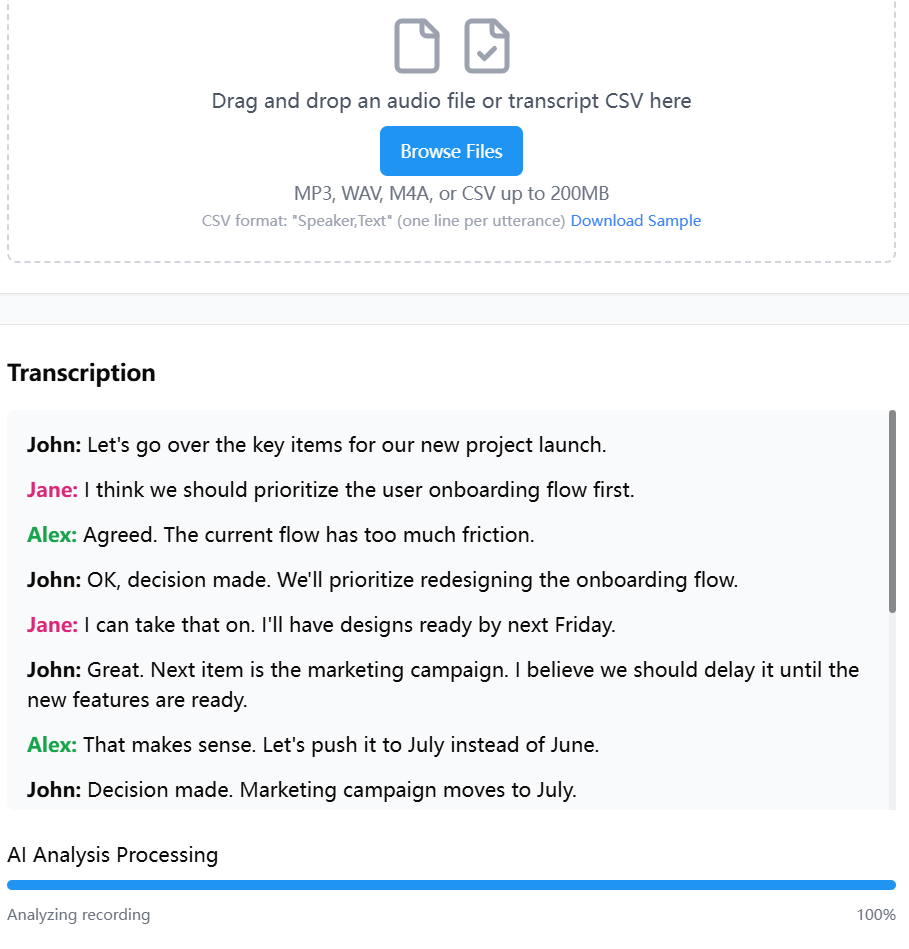 Drag and drop an audio file or transcript CSV here
Browse Files
MP3, WAV, M4A, or CSV up to 200MB
CSV format: "Speaker,Text" (one line per utterance) Download Sample
Transcription
John: Let's go over the key items for our new project launch.
Jane: I think we should prioritize the user onboarding flow first.
Alex: Agreed. The current flow has too much friction.
John: OK, decision made. We'll prioritize redesigning the onboarding flow.
Jane: I can take that on. I'll have designs ready by next Friday.
John: Great. Next item is the marketing campaign. I believe we should delay it until the
new features are ready.
Alex: That makes sense. Let's push it to July instead of June.
John: Decision made. Marketing campaign moves to July.
AI Analysis Processing
Analyzing recording 100%